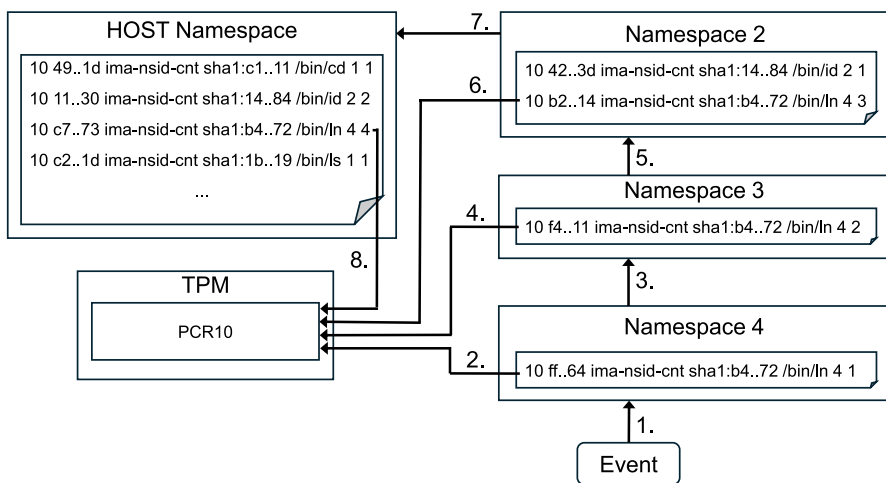 HOST Namespace
10 49..1d ima-nsid-cnt sha1:c1..11 /bin/cd 1 1
10 11..30 ima-nsid-cnt sha1:14..84 /bin/id 2 2
10 c7..73 ima-nsid-cnt sha1:b4..72 /bin/ln 4 4
10 c2..1d ima-nsid-cnt sha1:1b..19 /bin/ls 1 1
...
7.
Namespace 2
10 42..3d ima-nsid-cnt sha1:14..84 /bin/id 2 1
10 b2..14 ima-nsid-cnt sha1:b4..72 /bin/ln 4 3
6.
5.
Namespace 3
10 f4..11 ima-nsid-cnt sha1:b4..72 /bin/ln 4 2
4.
3.
8.
TPM
PCR10
Namespace 4
10 ff..64 ima-nsid-cnt sha1:b4..72 /bin/ln 4 1
2.
1.
Event